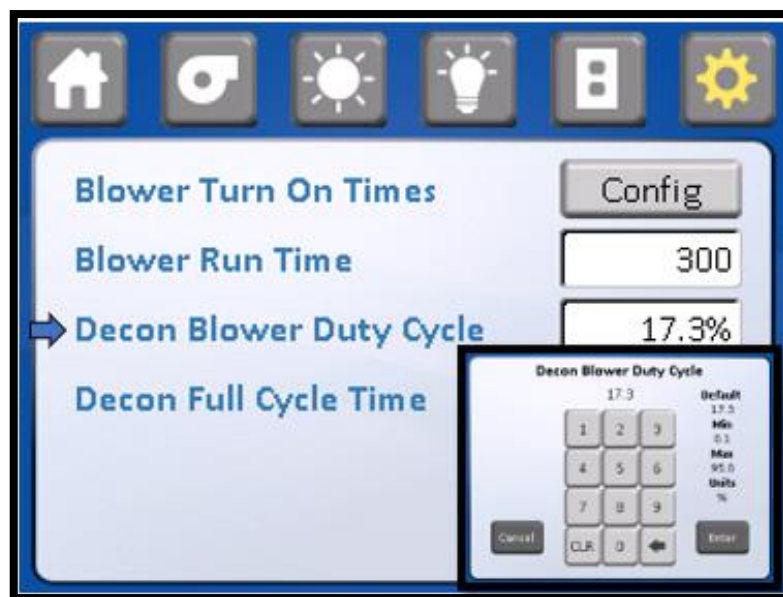 Blower Turn On Times
Config
Blower Run Time
300
Decon Blower Duty Cycle
17.3%
Decon Full Cycle Time
Decon Blower Duty Cycle
17.3
Default
Min
0.1
Max
95.0
Units
%
1 2 3
4 5 6
7 8 9
CLR 0
Cancel
Enter